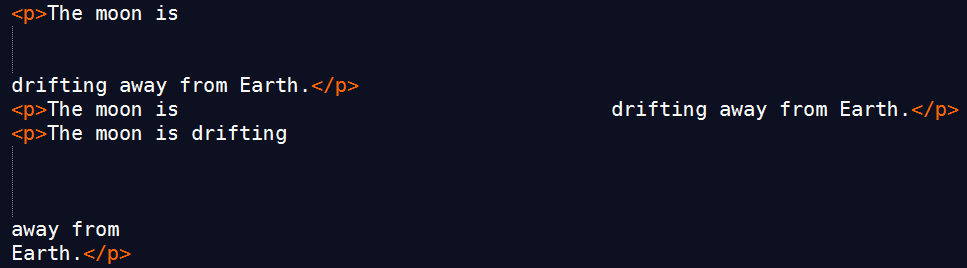 <p>The moon is
drifting away from Earth.</p>
<p>The moon is                                    drifting away from Earth.</p>
<p>The moon is drifting
away from
Earth.</p>